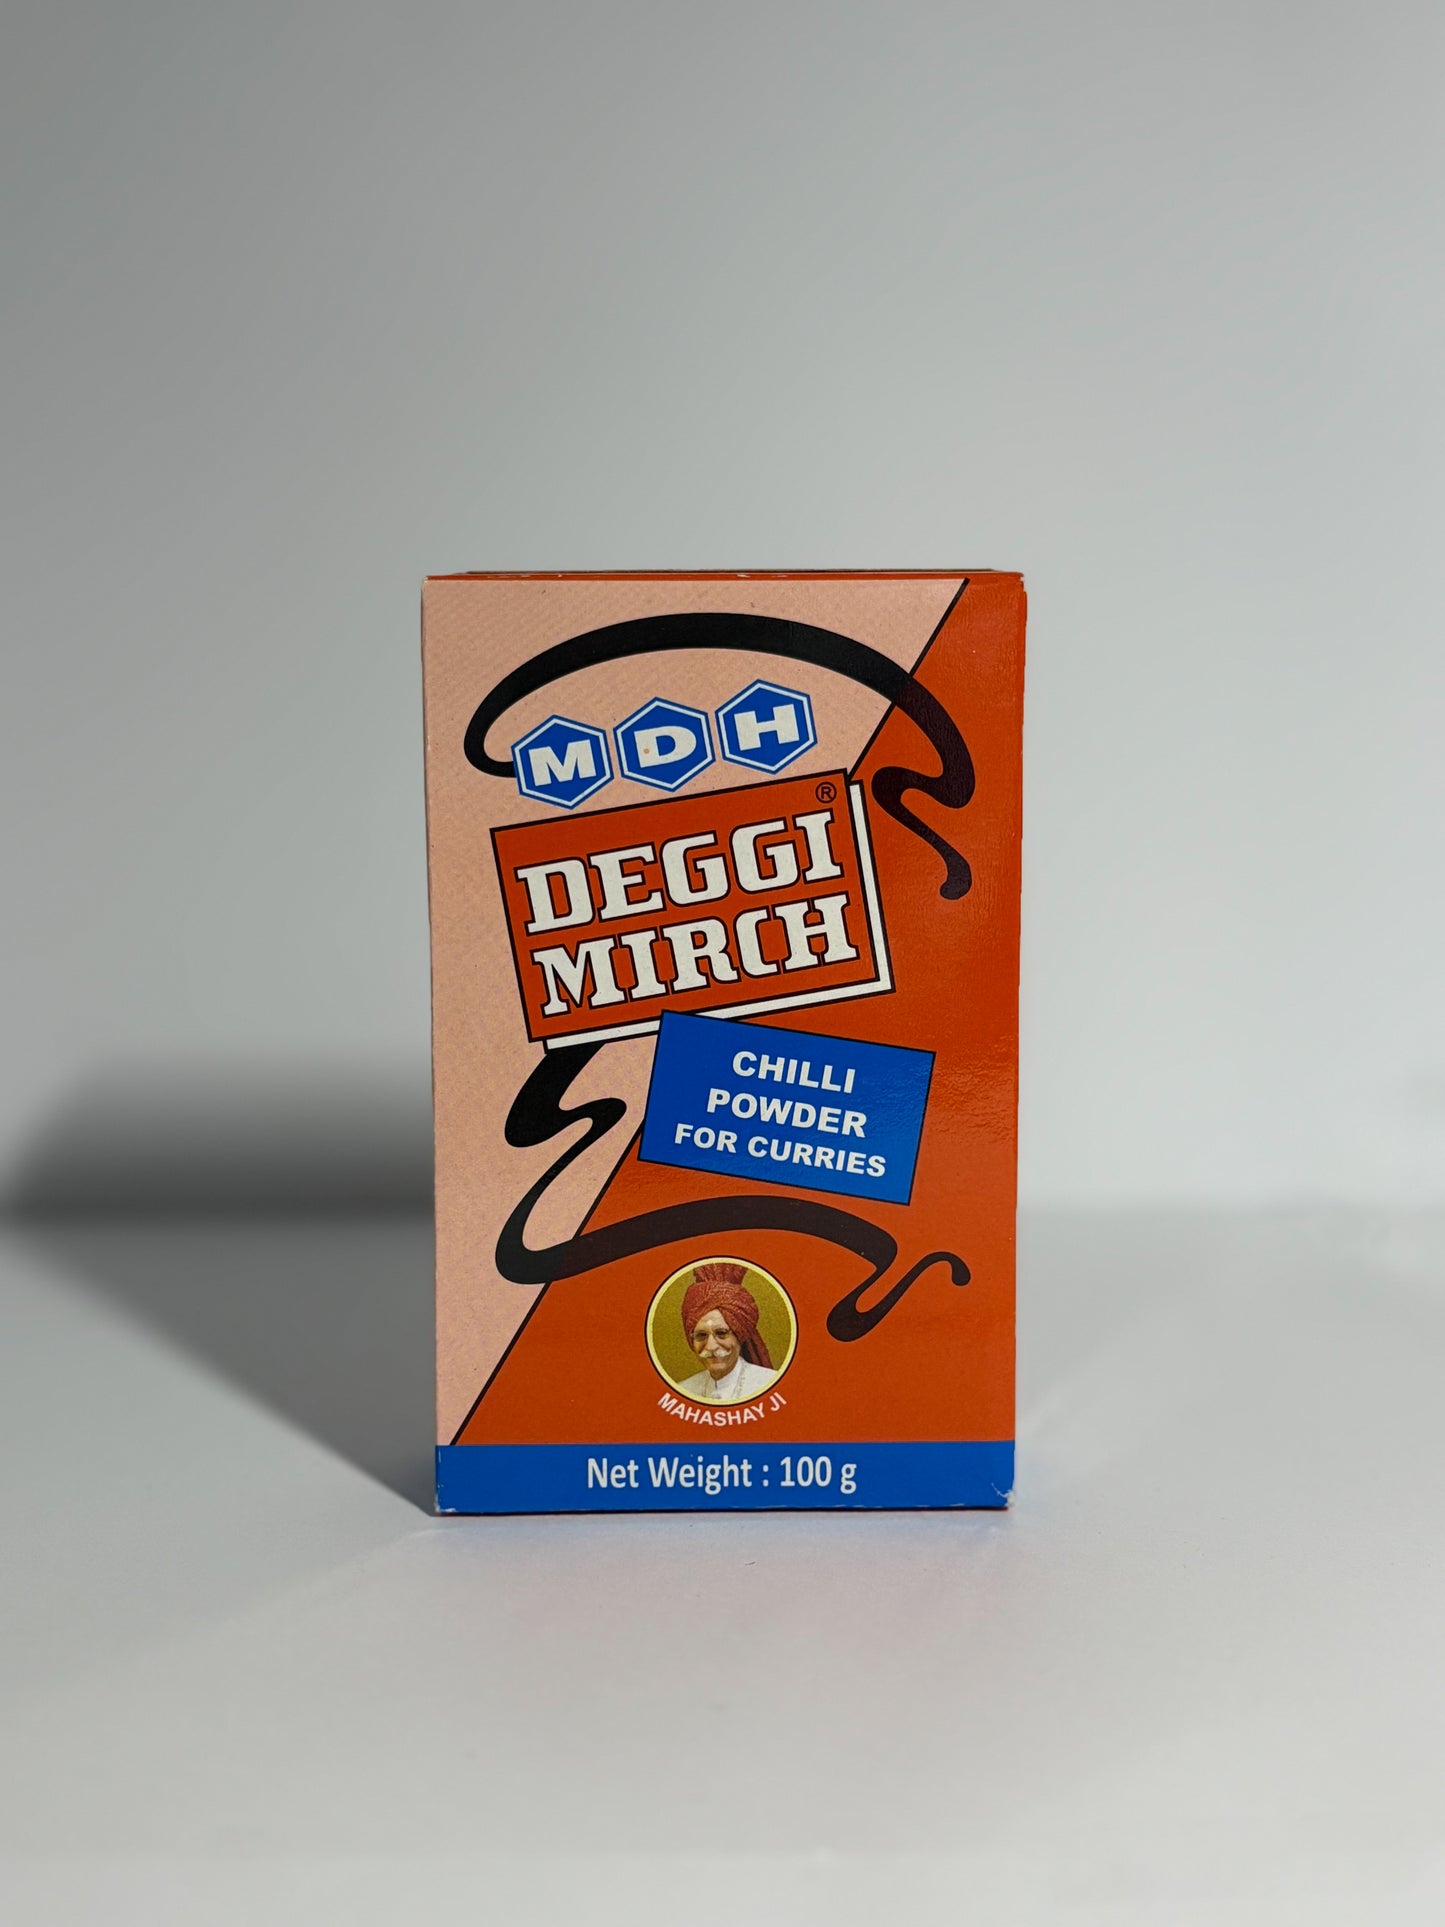 MDH
®
DEGGI
MIRCH
CHILLI
POWDER
FOR CURRIES
MAHASHAY JI
Net Weight : 100 g